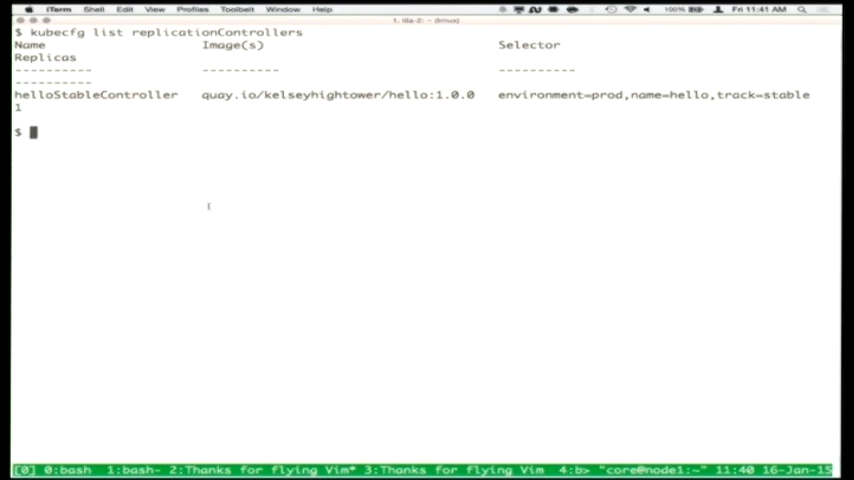 iTerm Shell Edit View Profiles Toolbelt Window Help 100% Fri 11:41 AM
$ kubecfg list replicationControllers
Name Image(s) Selector
Replicas
---------- ---------- ----------
----------
helloStableController quay.io/kelseyhightower/hello:1.0.0 environment=prod,name=hello,track=stable
1
$
[0] 0:bash 1:bash- 2:Thanks for flying Vim* 3:Thanks for flying Vim 4:b> "core@node1:~" 11:40 16-Jan-15